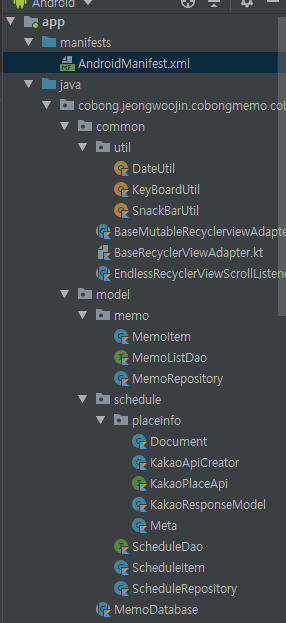 Android
app
manifests
AndroidManifest.xml
java
cobong.jeongwoojin.cobongmemo.cob
common
util
DateUtil
KeyBoardUtil
SnackBarUtil
BaseMutableRecyclerviewAdapte
BaseRecyclerViewAdapter.kt
EndlessRecyclerViewScrollListene
model
memo
MemoItem
MemoListDao
MemoRepository
schedule
placeinfo
Document
KakaoApiCreator
KakaoPlaceApi
KakaoResponseModel
Meta
ScheduleDao
ScheduleItem
ScheduleRepository
MemoDatabase